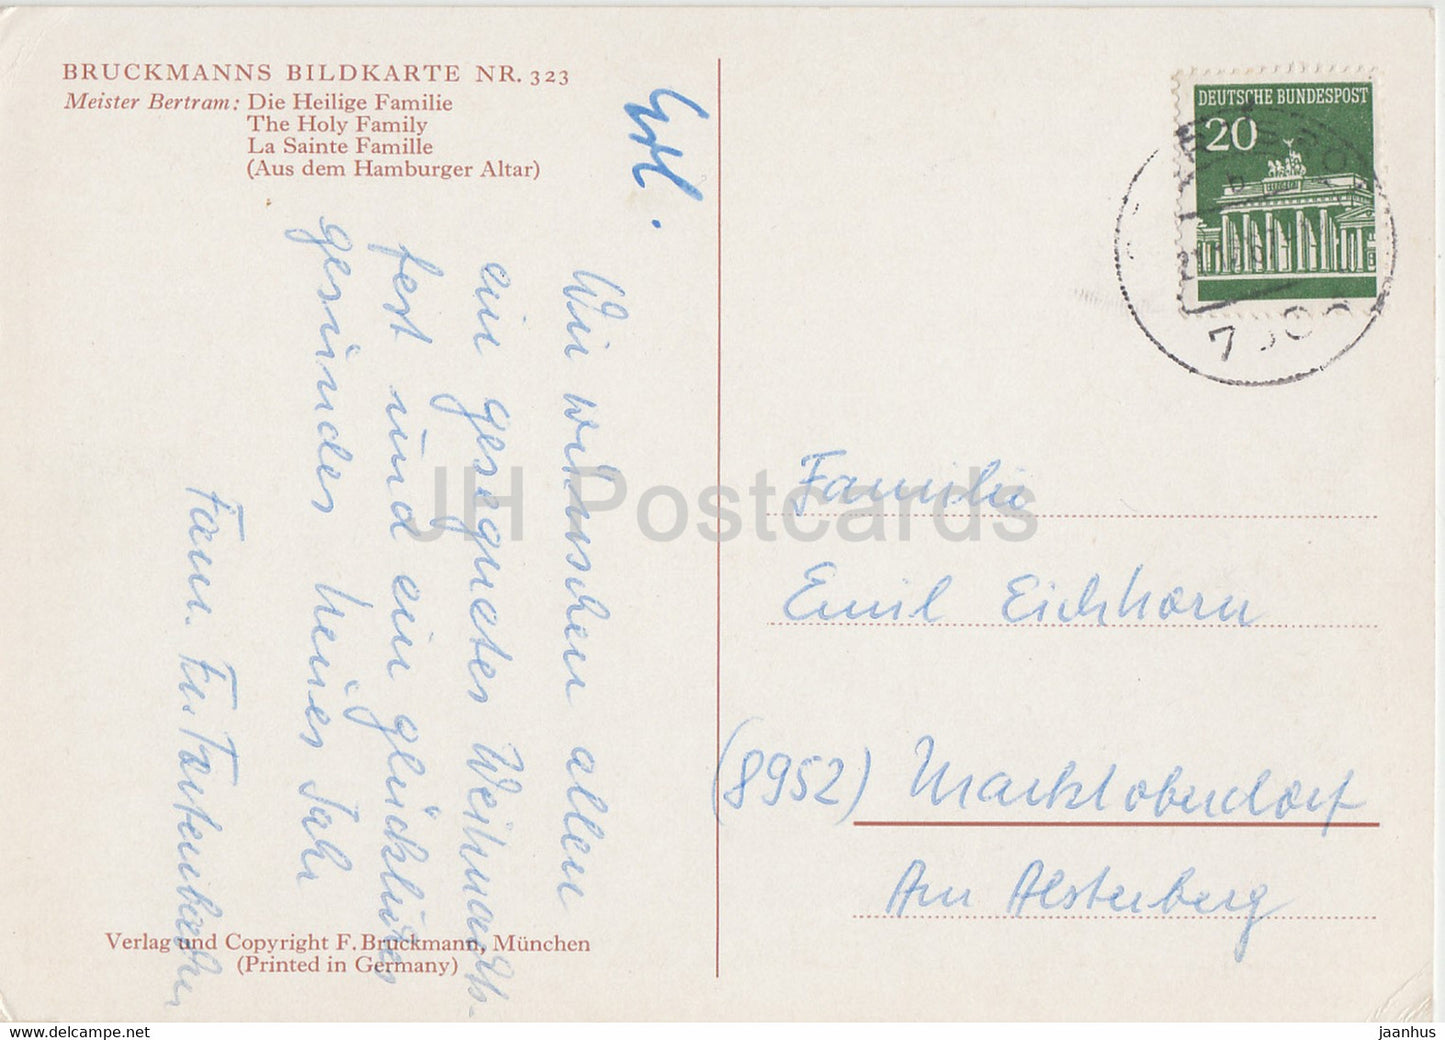 BRUCKMANNS BILDKARTE NR. 323
Meister Bertram: Die Heilige Familie
The Holy Family
La Sainte Famille
(Aus dem Hamburger Altar)
Wir wünschen allen
ein gesegnetes Weihnachts-
fest und ein glückliches
gesundes neues Jahr
Fam.
Verlag und Copyright F. Bruckmann, München
(Printed in Germany)
DEUTSCHE BUNDESPOST
20
Familie
Emil Eichhorn
(8952) Marktoberdorf
Am Alsterberg
JH Postcards
www.delcampe.net
jaanhus